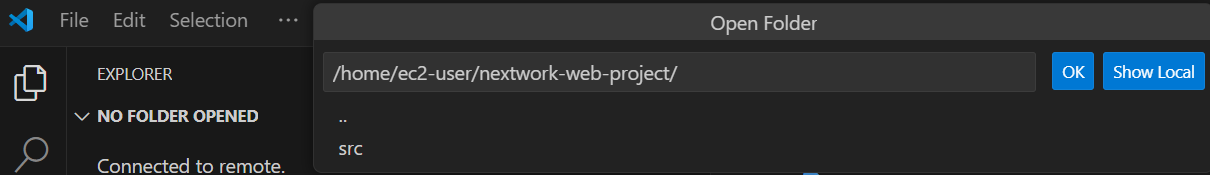 File Edit Selection ...
Open Folder
EXPLORER
/home/ec2-user/nextwork-web-project/ OK Show Local
NO FOLDER OPENED
..
src
Connected to remote.